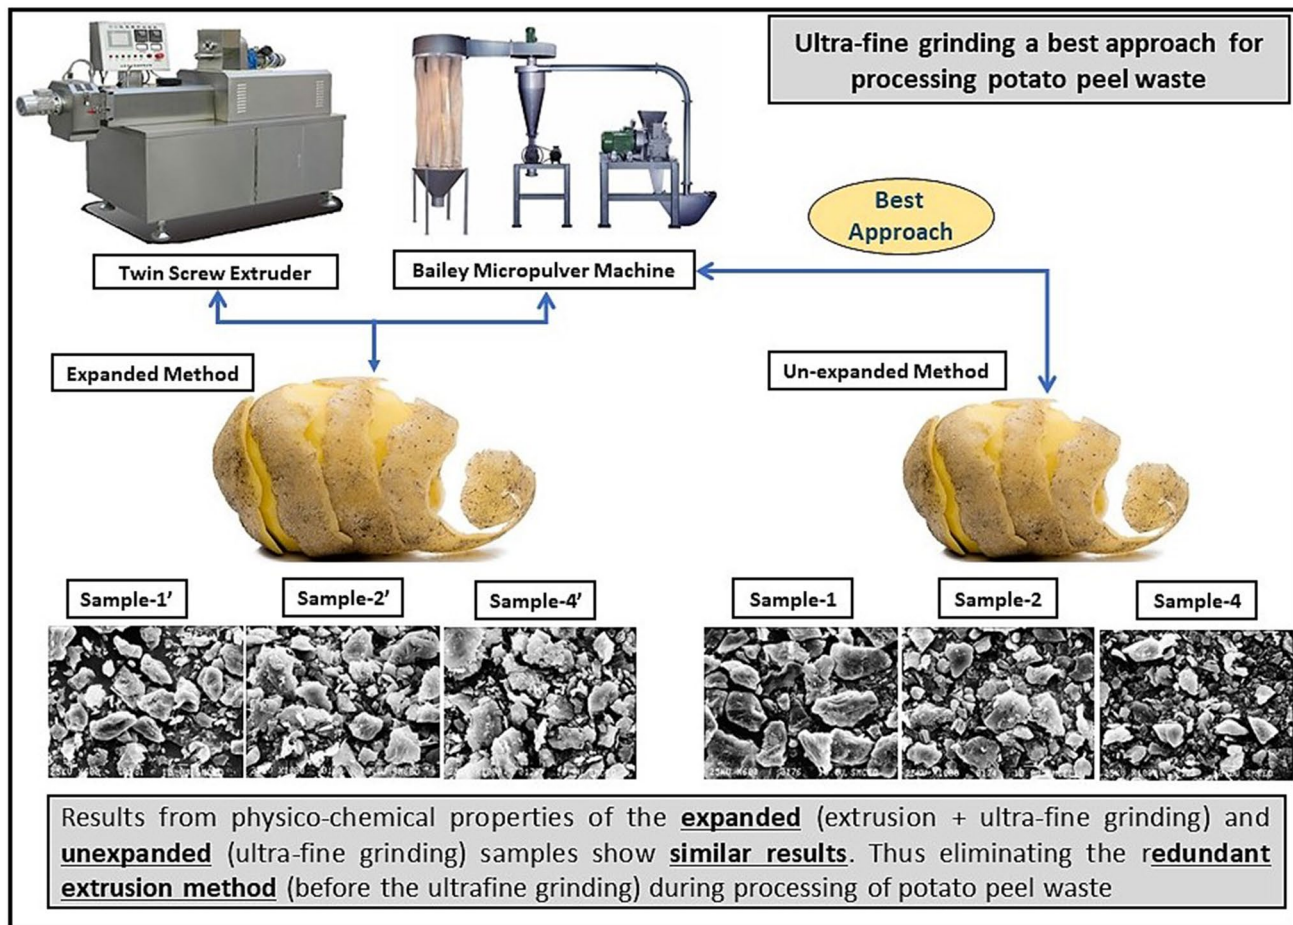 Ultra-fine grinding a best approach for
processing potato peel waste
Best
Approach
Twin Screw Extruder
Bailey Micropulver Machine
Expanded Method
Un-expanded Method
Sample-1’
Sample-2’
Sample-4’
Sample-1
Sample-2
Sample-4
Results from physico-chemical properties of the expanded (extrusion + ultra-fine grinding) and
unexpanded (ultra-fine grinding) samples show similar results. Thus eliminating the redundant
extrusion method (before the ultrafine grinding) during processing of potato peel waste